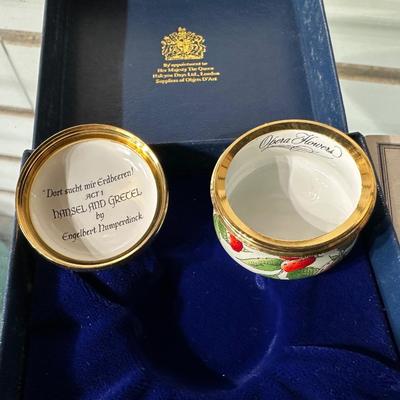 By appointment to
Her Majesty The Queen
Halcyon Days Ltd., London
Suppliers of Objets D'Art
"Dort sucht mir Erdbeeren!
ACT 1
HANSEL AND GRETEL
by
Engelbert Humperdinck
Opera Flowers